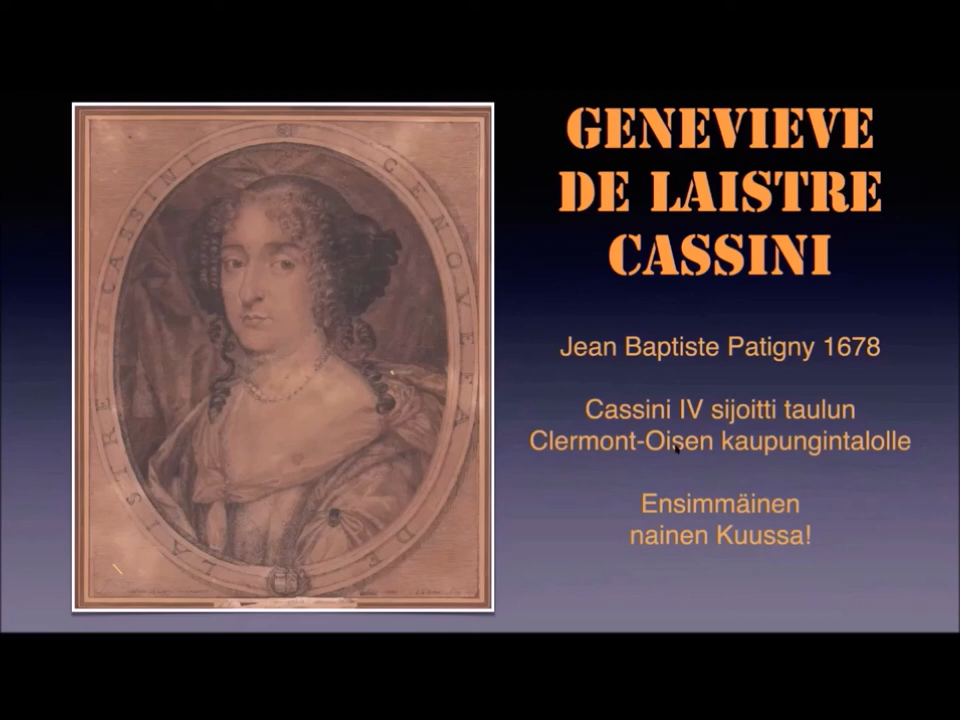 GENOVEFA DE LAISTRE CASSINI
GENEVIEVE
DE LAISTRE
CASSINI
Jean Baptiste Patigny 1678
Cassini IV sijoitti taulun
Clermont-Oisen kaupungintalolle
Ensimmäinen
nainen Kuussa!